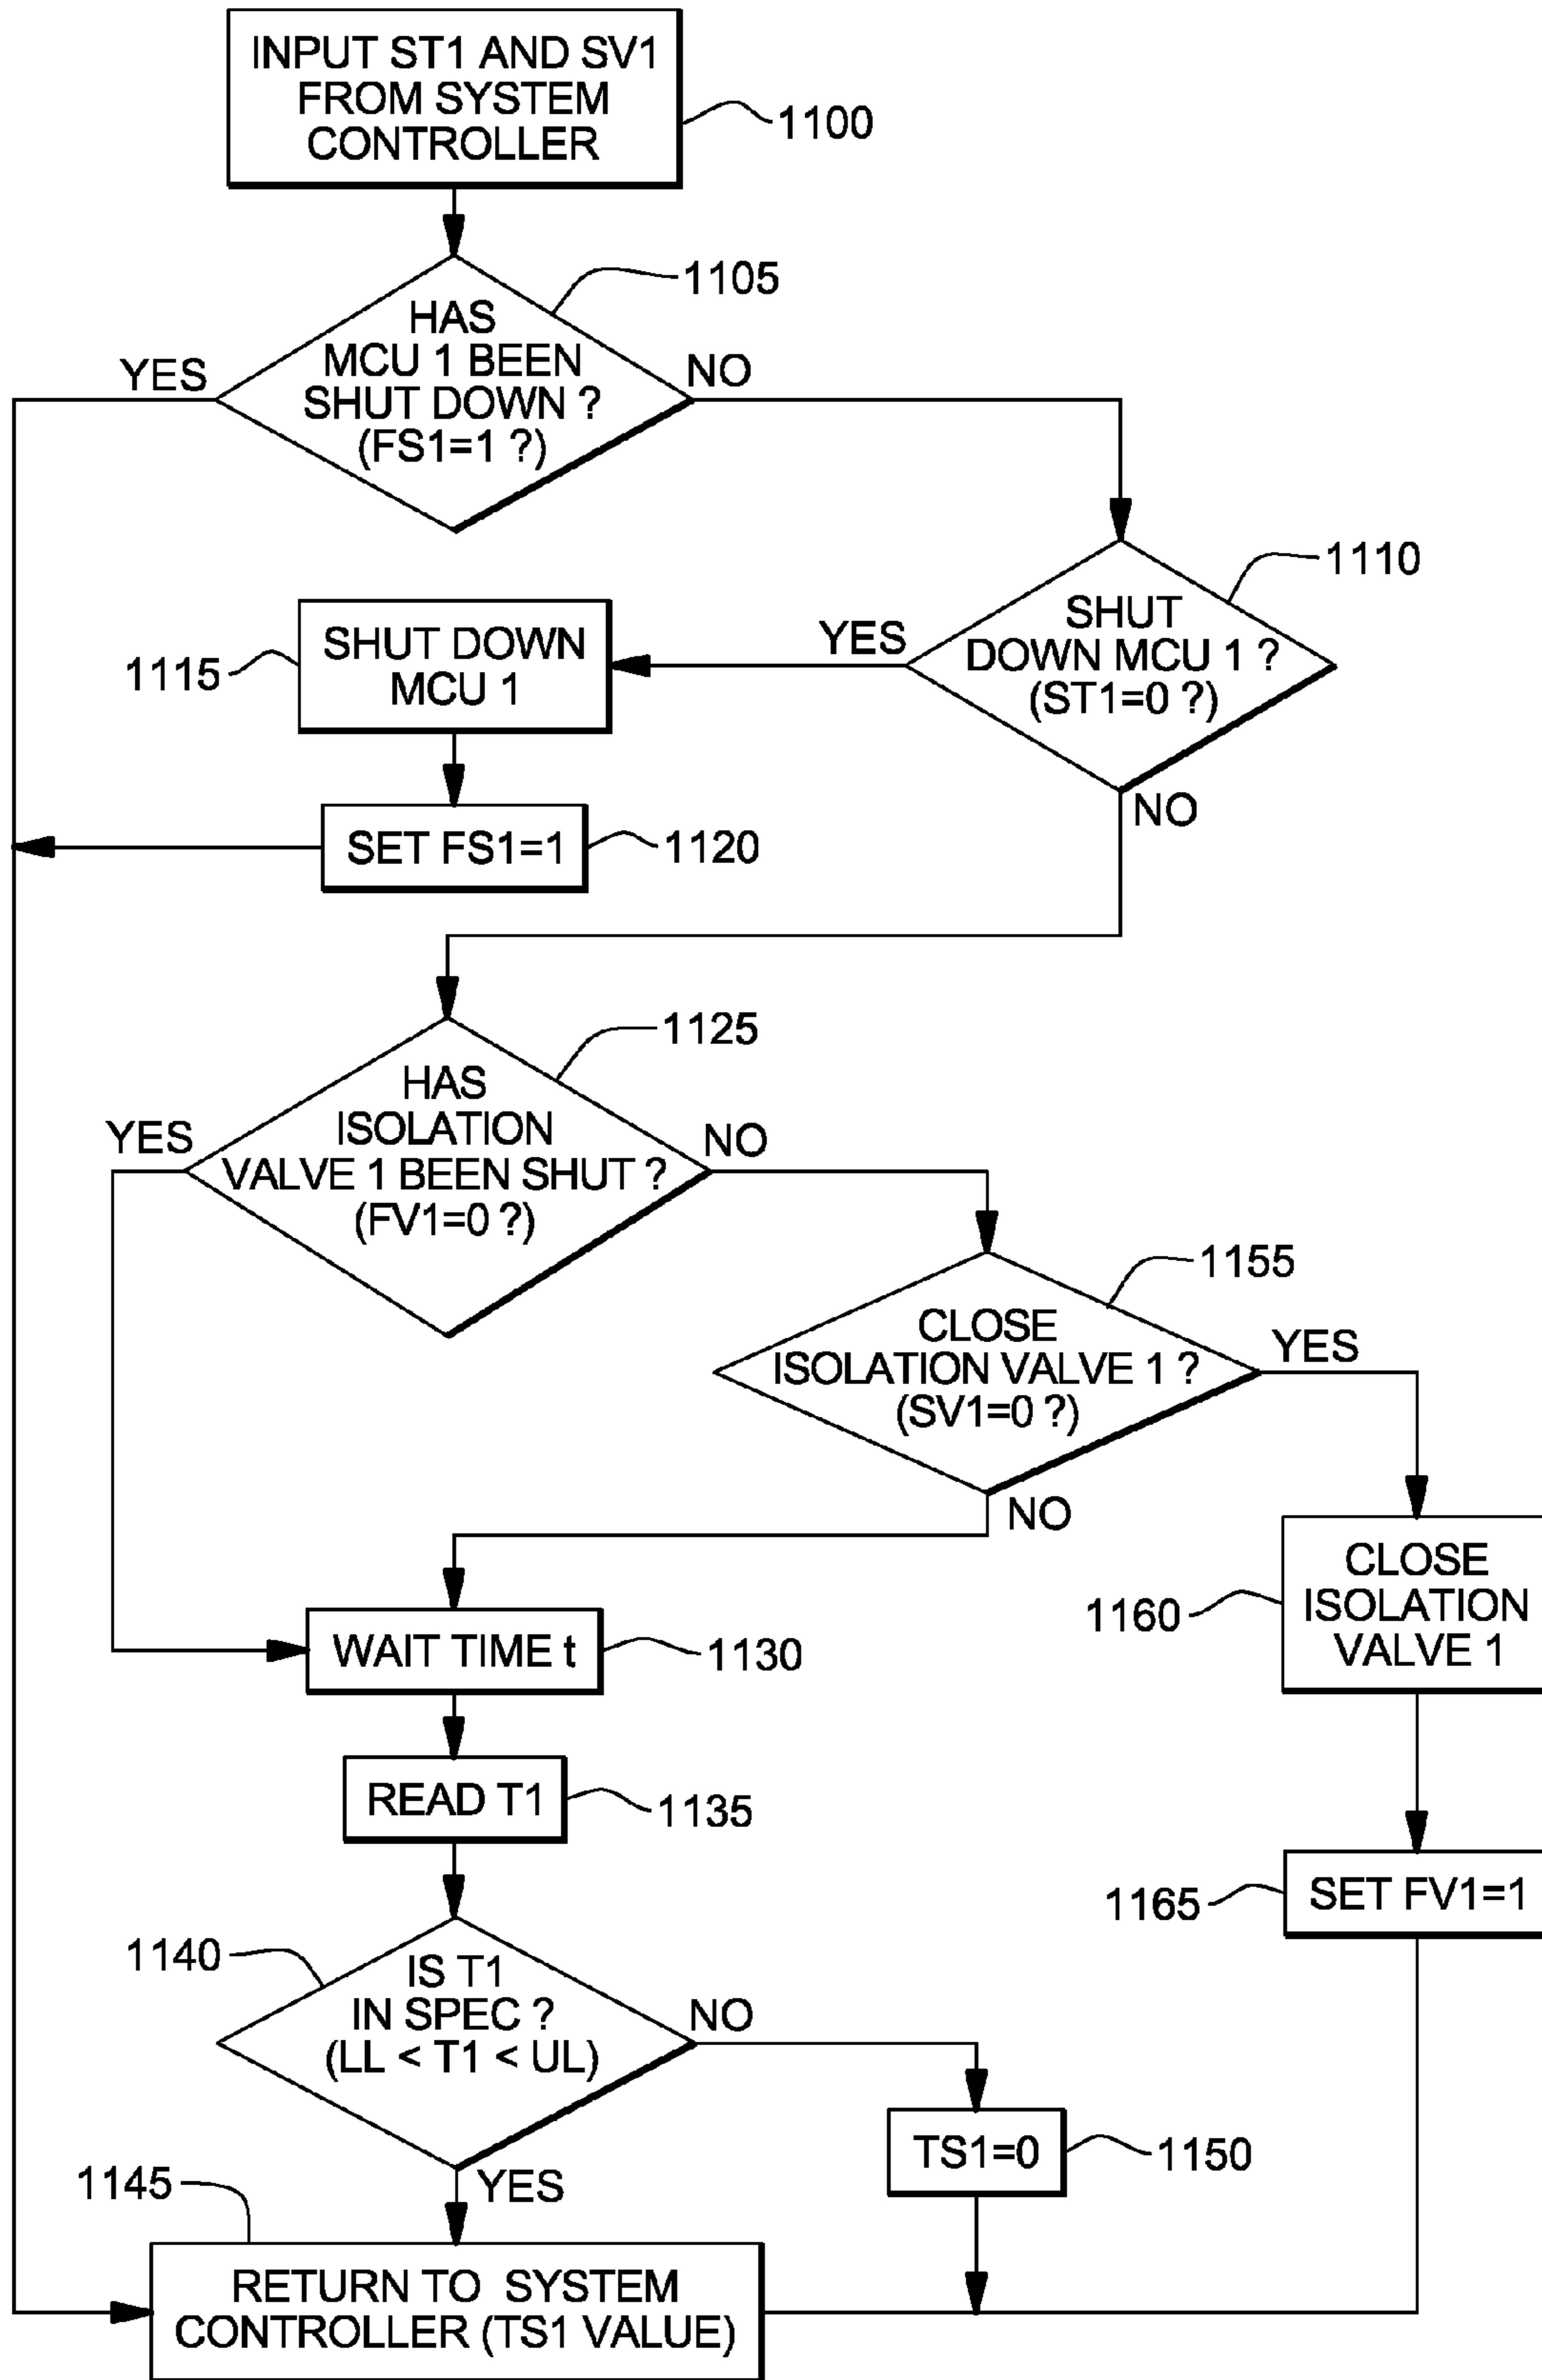 INPUT ST1 AND SV1
FROM SYSTEM
CONTROLLER
1100
1105
HAS
MCU 1 BEEN
SHUT DOWN ?
(FS1=1 ?)
YES
NO
1110
SHUT
DOWN MCU 1 ?
(ST1=0 ?)
YES
NO
1115
SHUT DOWN
MCU 1
SET FS1=1
1120
1125
HAS
ISOLATION
VALVE 1 BEEN SHUT ?
(FV1=0 ?)
YES
NO
1155
CLOSE
ISOLATION VALVE 1 ?
(SV1=0 ?)
YES
NO
1160
CLOSE
ISOLATION
VALVE 1
WAIT TIME t
1130
READ T1
1135
1165
SET FV1=1
1140
IS T1
IN SPEC ?
(LL < T1 < UL)
NO
YES
TS1=0
1150
1145
RETURN TO SYSTEM
CONTROLLER (TS1 VALUE)